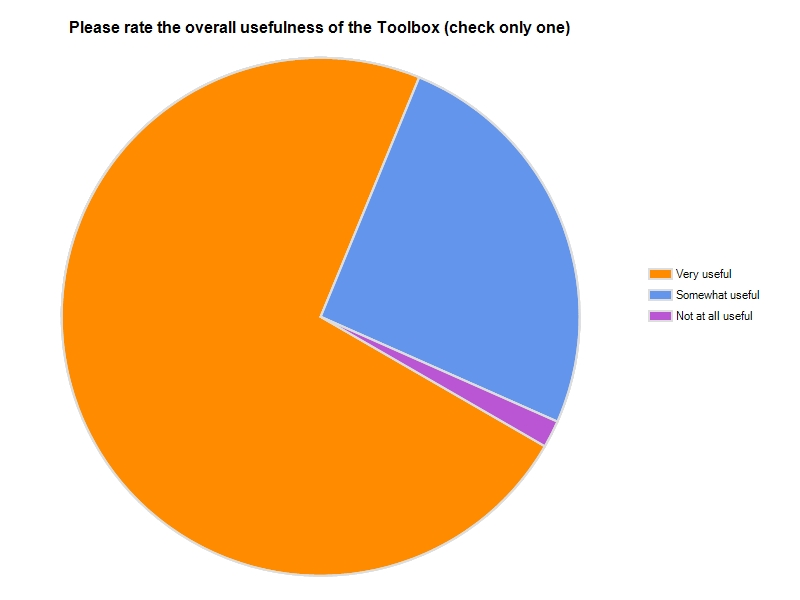 Please rate the overall usefulness of the Toolbox (check only one)
Very useful
Somewhat useful
Not at all useful